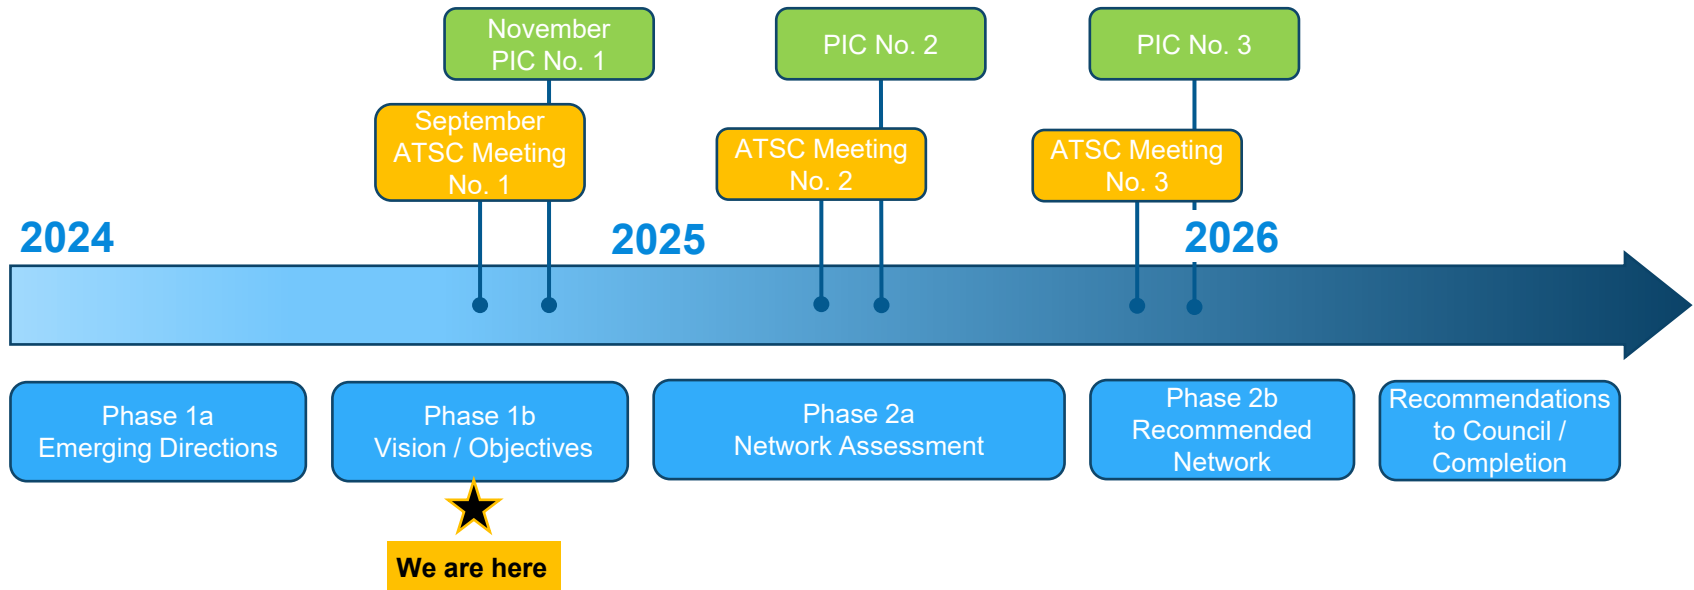 November
PIC No. 1
PIC No. 2
PIC No. 3
September
ATSC Meeting
No. 1
ATSC Meeting
No. 2
ATSC Meeting
No. 3
2024
2025
2026
Phase 1a
Emerging Directions
Phase 1b
Vision / Objectives
Phase 2a
Network Assessment
Phase 2b
Recommended
Network
Recommendations
to Council /
Completion
We are here